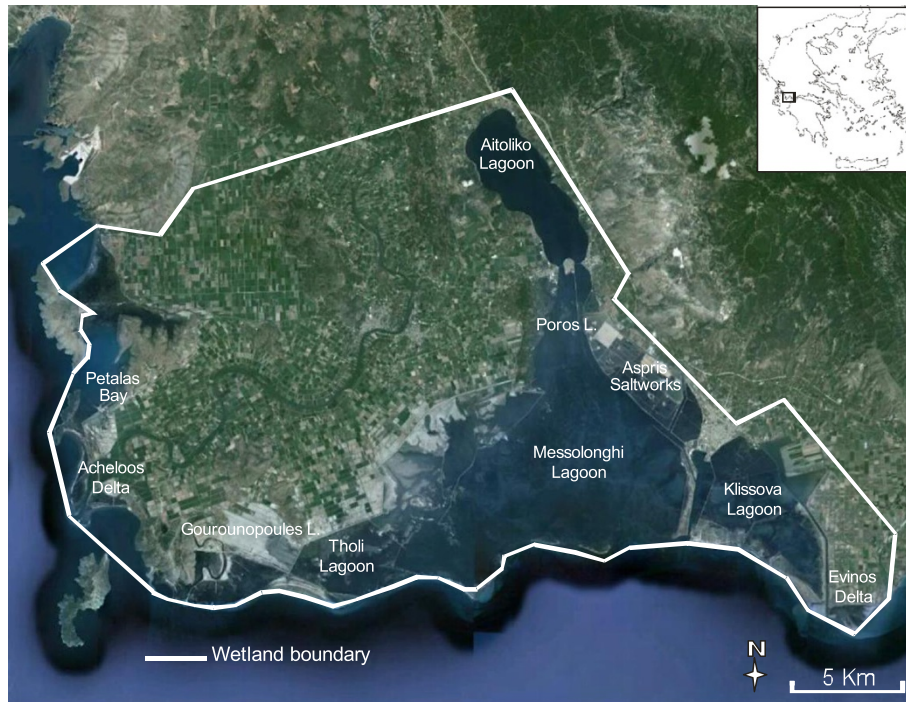 Aitoliko
Lagoon
Poros L.
Aspris
Saltworks
Petalas
Bay
Messolonghi
Lagoon
Acheloos
Delta
Klissova
Lagoon
Gourounopoules L.
Tholi
Lagoon
Evinos
Delta
Wetland boundary
N
5 Km